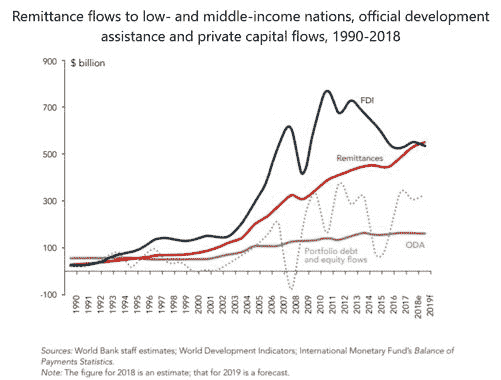 Remittance flows to low- and middle-income nations, official development
assistance and private capital flows, 1990-2018
$ billion
900
700
500
300
100
-100
FDI
Remittances
Portfolio debt
and equity flows
ODA
1990
1991
1992
1993
1994
1995
1996
1997
1998
1999
2000
2001
2002
2003
2004
2005
2006
2007
2008
2009
2010
2011
2012
2013
2014
2015
2016
2017
2018e
2019f
Sources: World Bank staff estimates; World Development Indicators; International Monetary Fund's Balance of
Payments Statistics.
Note: The figure for 2018 is an estimate; that for 2019 is a forecast.